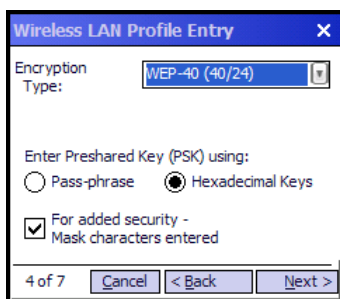 Wireless LAN Profile Entry X
Encryption
Type:
WEP-40 (40/24)
Enter Preshared Key (PSK) using:
Pass-phrase Hexadecimal Keys
For added security -
Mask characters entered
4 of 7 Cancel < Back Next >